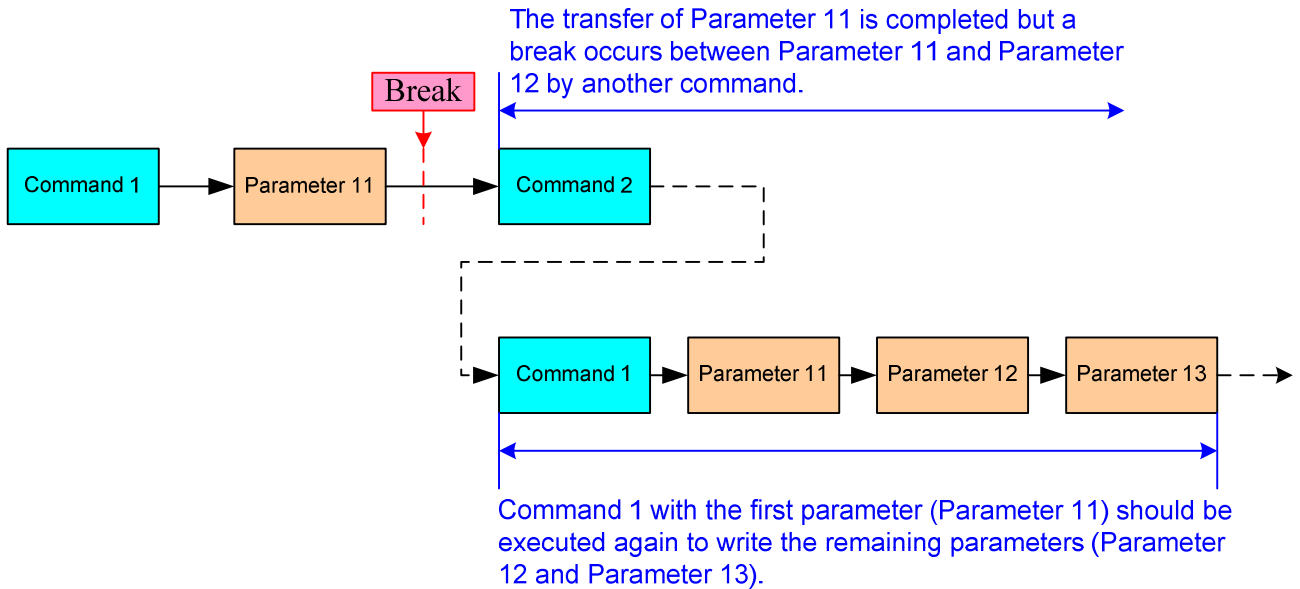 The transfer of Parameter 11 is completed but a
break occurs between Parameter 11 and Parameter
12 by another command.
Break
Command 1
Parameter 11
Command 2
Command 1
Parameter 11
Parameter 12
Parameter 13
Command 1 with the first parameter (Parameter 11) should be
executed again to write the remaining parameters (Parameter
12 and Parameter 13).